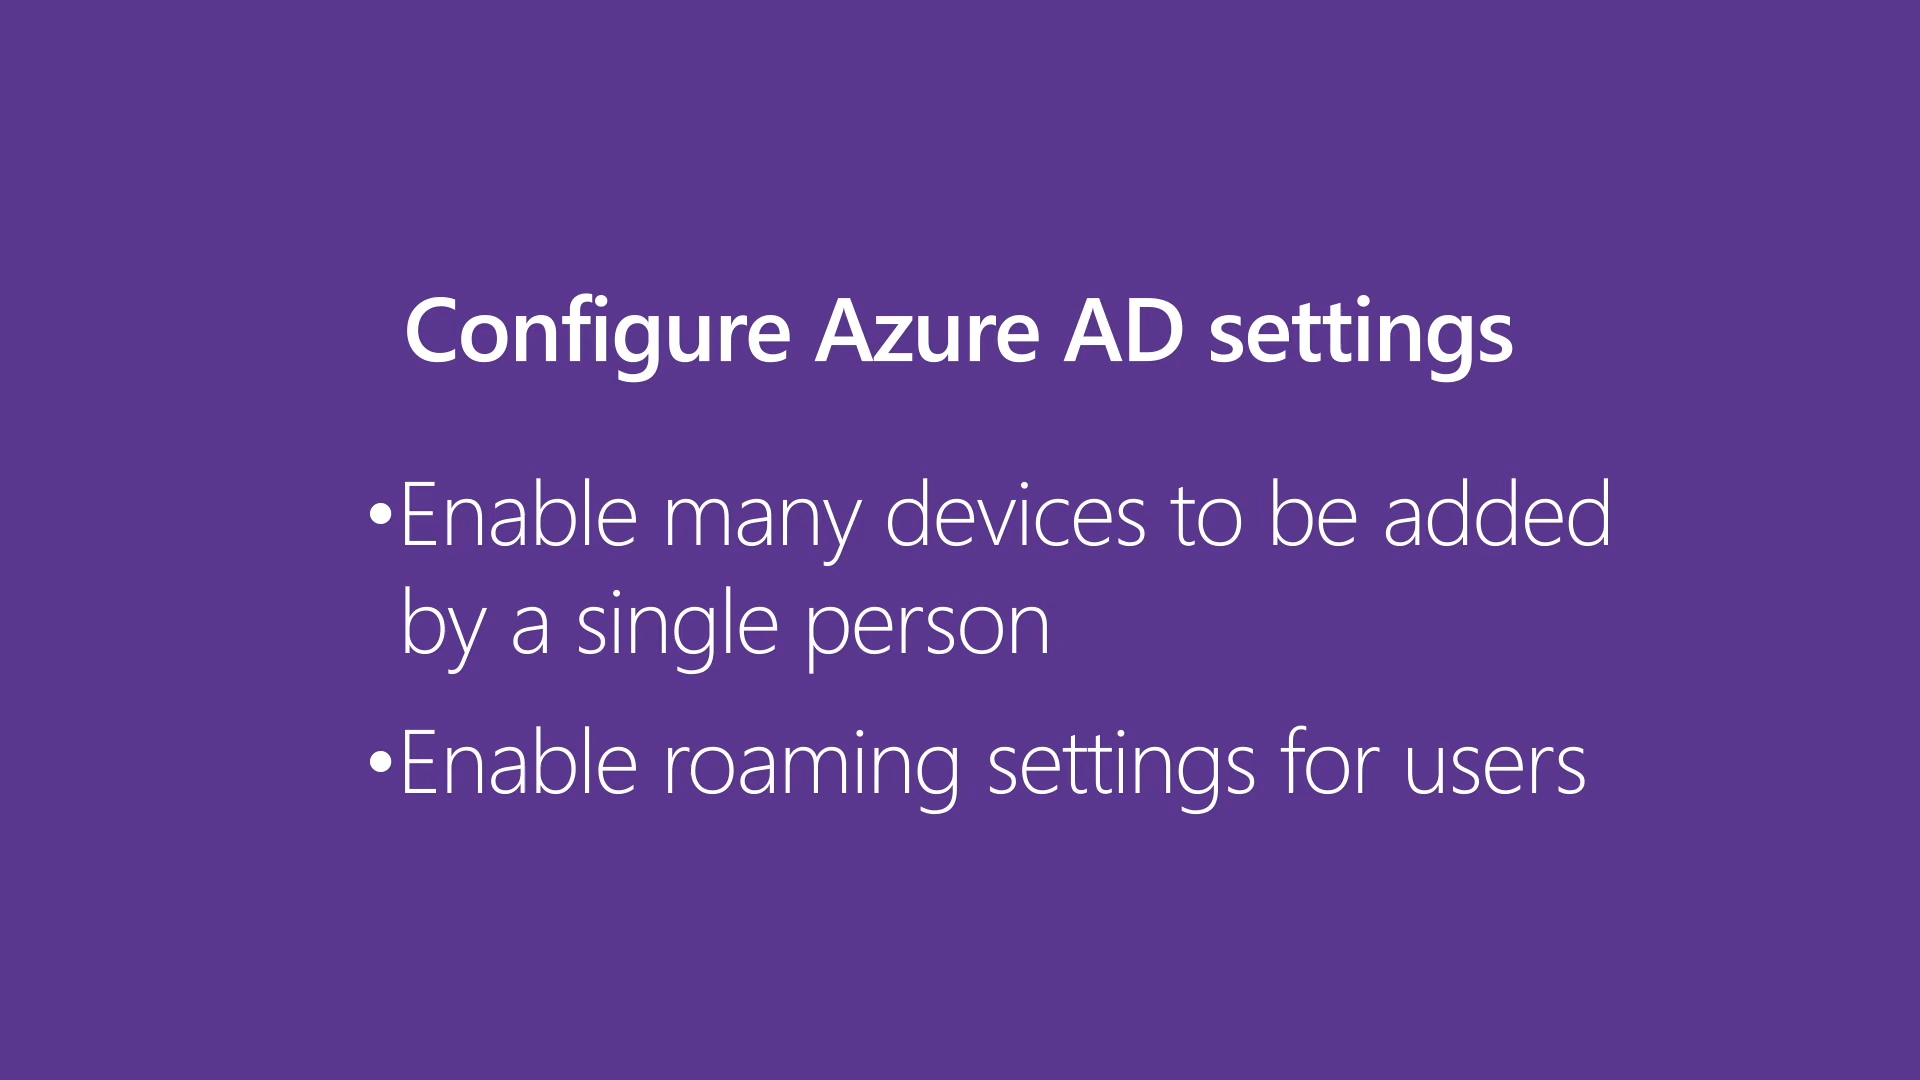 Configure Azure AD settings
•Enable many devices to be added
by a single person
•Enable roaming settings for users